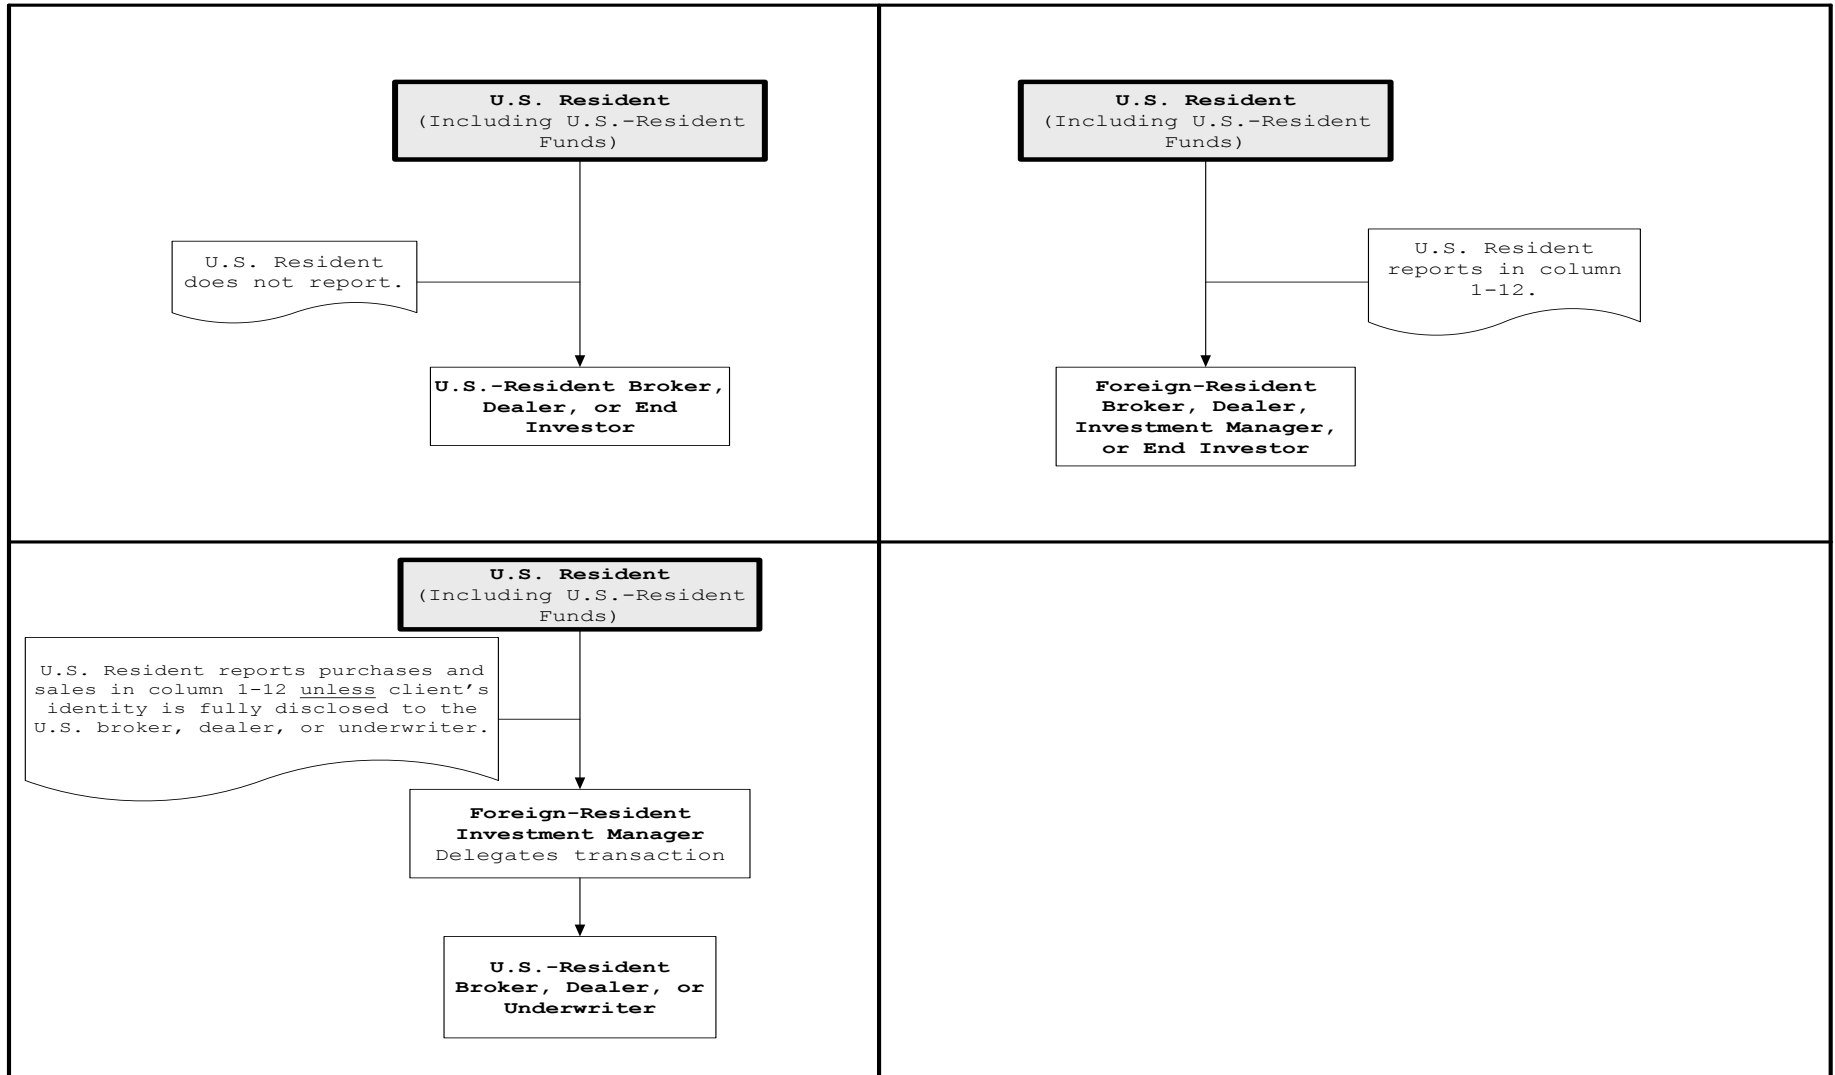 U.S. Resident
(Including U.S.-Resident
Funds)
U.S. Resident
does not report.
U.S.-Resident Broker,
Dealer, or End
Investor
U.S. Resident
(Including U.S.-Resident
Funds)
U.S. Resident
reports in column
1-12.
Foreign-Resident
Broker, Dealer,
Investment Manager,
or End Investor
U.S. Resident
(Including U.S.-Resident
Funds)
U.S. Resident reports purchases and
sales in column 1-12 unless client's
identity is fully disclosed to the
U.S. broker, dealer, or underwriter.
Foreign-Resident
Investment Manager
Delegates transaction
U.S.-Resident
Broker, Dealer, or
Underwriter